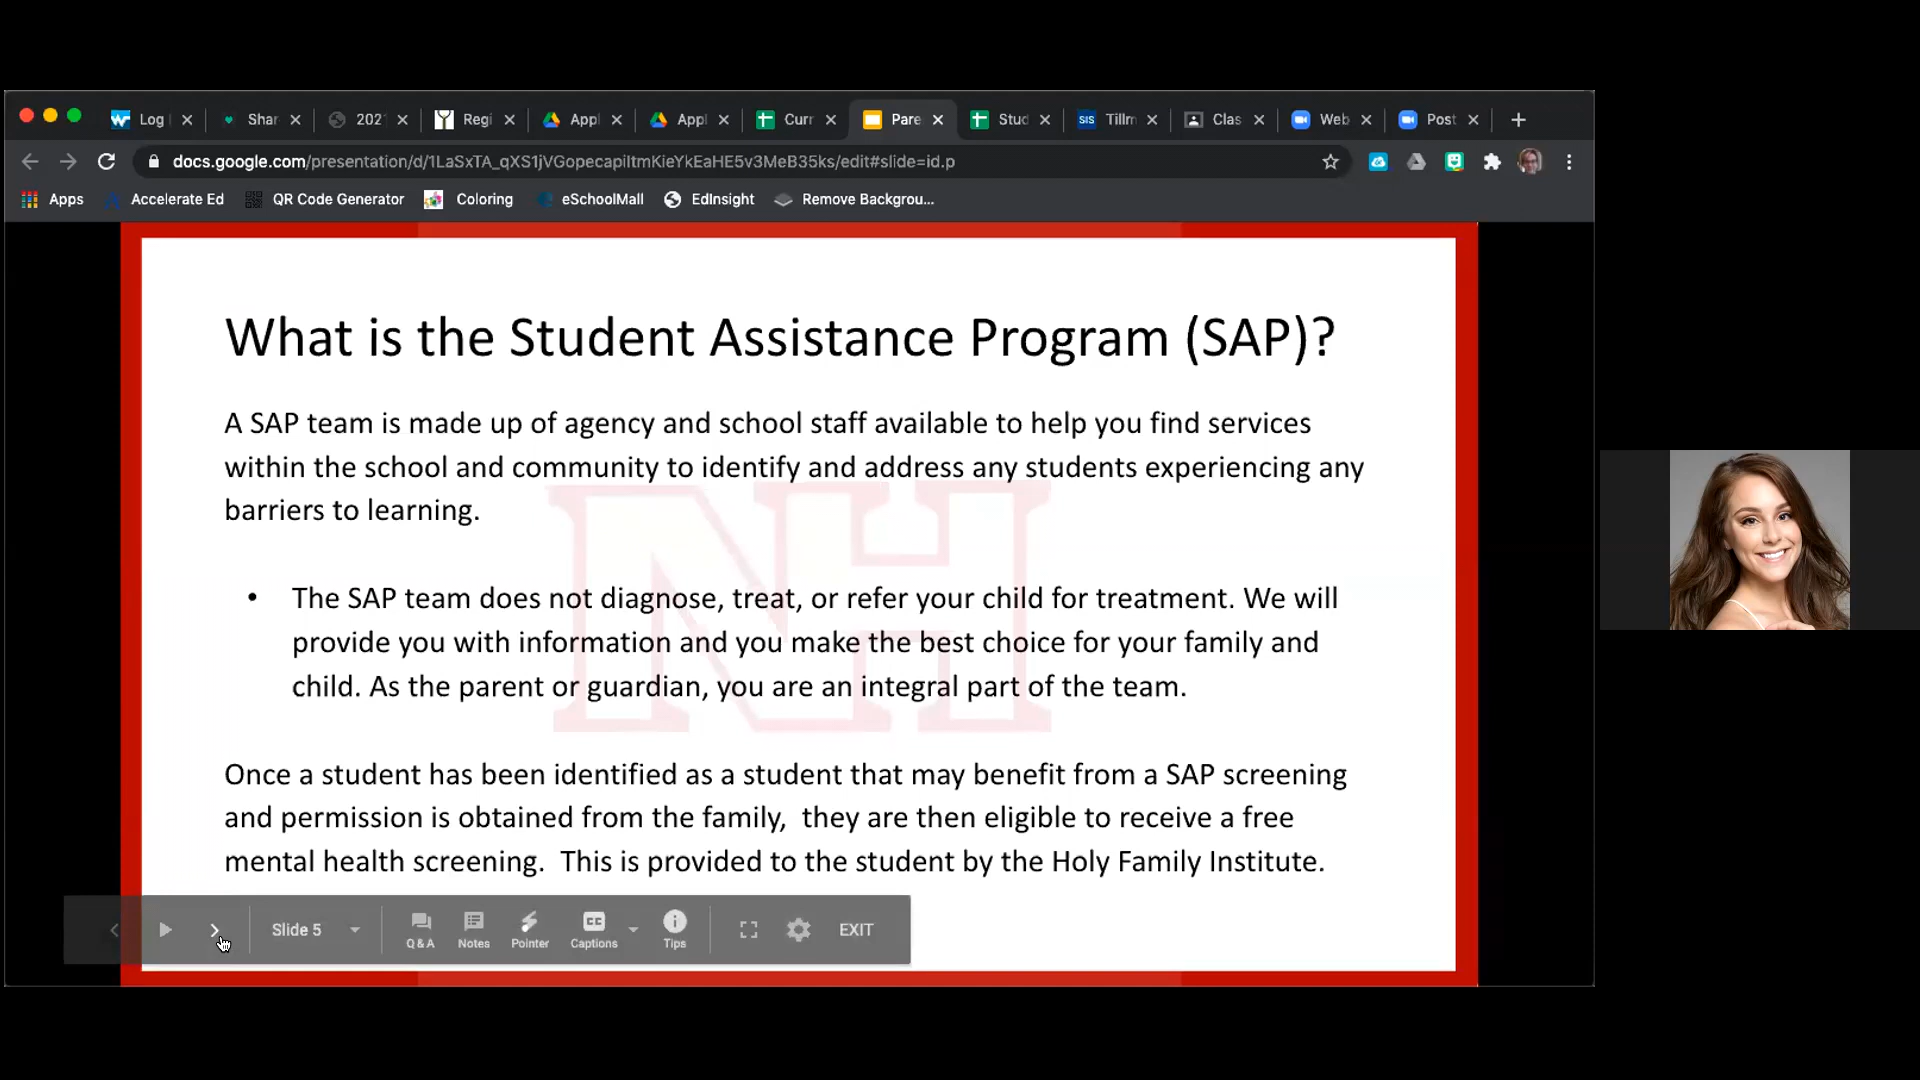 Log
Shar
2021
Regi
Appl
Appl
Curr
Pare
Stud
SIS
Tillm
Clas
Web
Post
docs.google.com/presentation/d/1LaSxTA_qXS1jVGopecapiItmKieYkEaHE5v3MeB35ks/edit#slide=id.p
Apps
Accelerate Ed
QR Code Generator
Coloring
eSchoolMall
EdInsight
Remove Backgrou...
What is the Student Assistance Program (SAP)?
A SAP team is made up of agency and school staff available to help you find services
within the school and community to identify and address any students experiencing any
barriers to learning.
NH
• The SAP team does not diagnose, treat, or refer your child for treatment. We will
provide you with information and you make the best choice for your family and
child. As the parent or guardian, you are an integral part of the team.
Once a student has been identified as a student that may benefit from a SAP screening
and permission is obtained from the family, they are then eligible to receive a free
mental health screening. This is provided to the student by the Holy Family Institute.
Slide 5
Q & A
Notes
Pointer
CC
Captions
Tips
EXIT